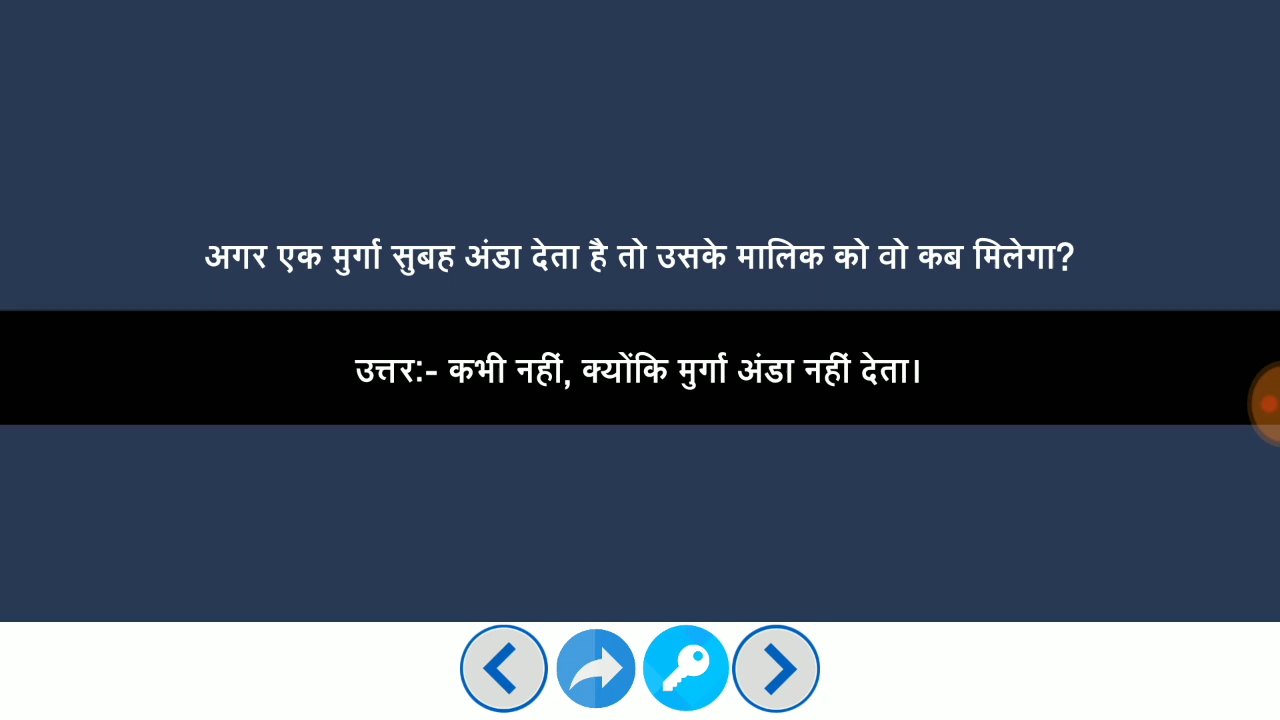 अगर एक मुर्गा सुबह अंडा देता है तो उसके मालिक को वो कब मिलेगा?
उत्तर:- कभी नहीं, क्योंकि मुर्गा अंडा नहीं देता।